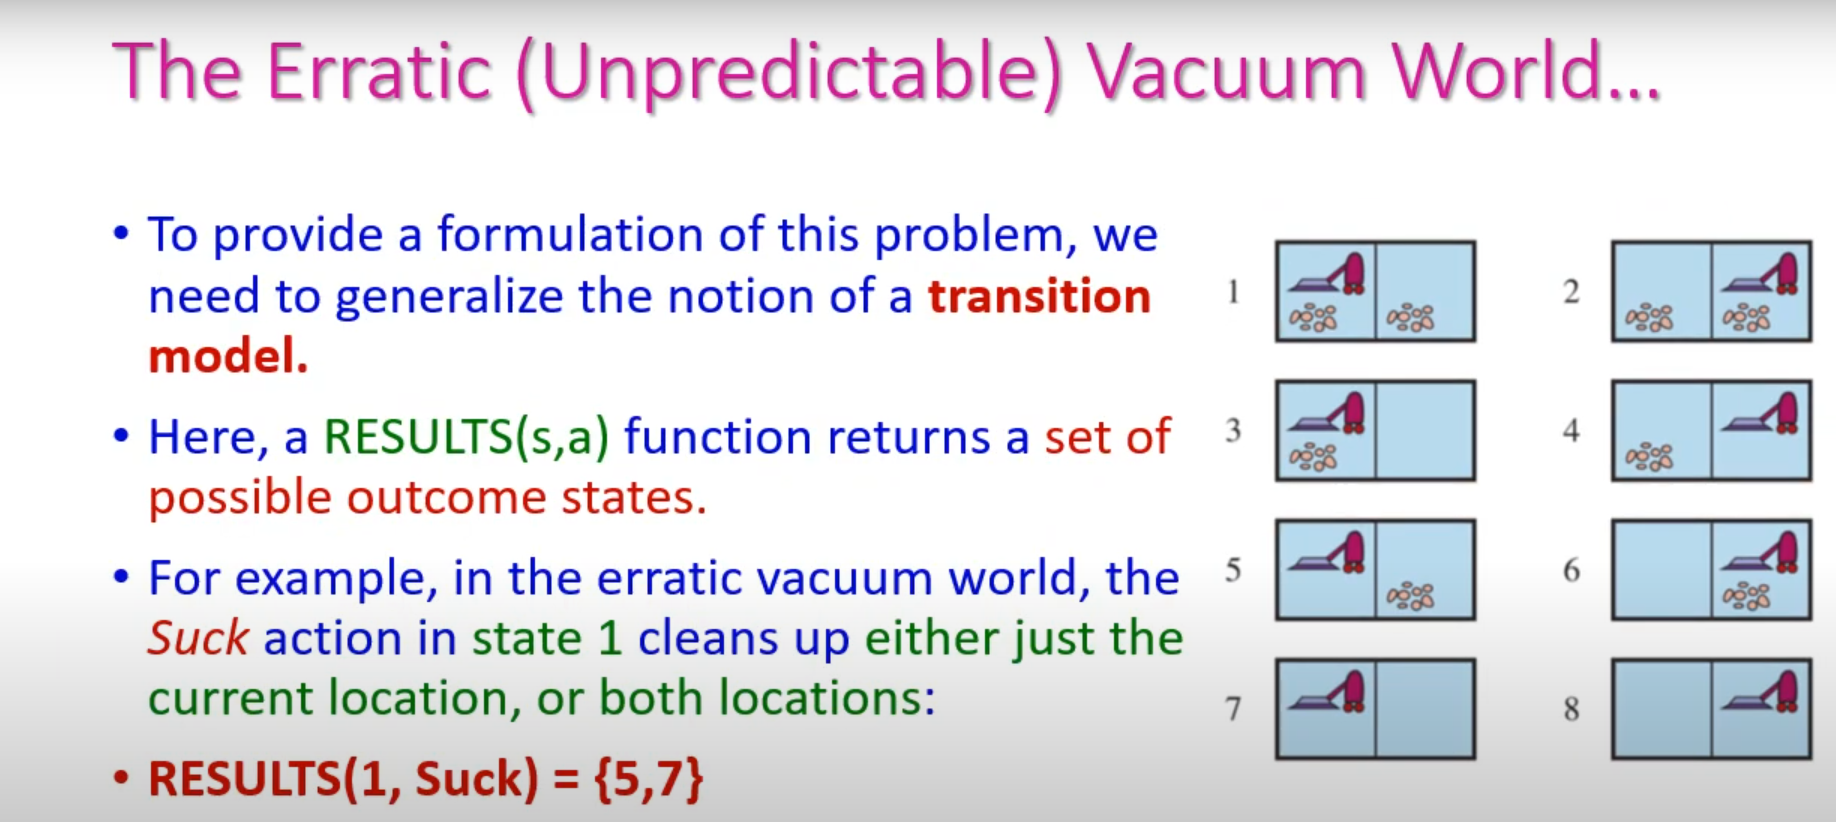 The Erratic (Unpredictable) Vacuum World...
• To provide a formulation of this problem, we
need to generalize the notion of a transition
model.
• Here, a RESULTS(s,a) function returns a set of
possible outcome states.
• For example, in the erratic vacuum world, the
Suck action in state 1 cleans up either just the
current location, or both locations:
• RESULTS(1, Suck) = {5,7}
1
2
3
4
5
6
7
8